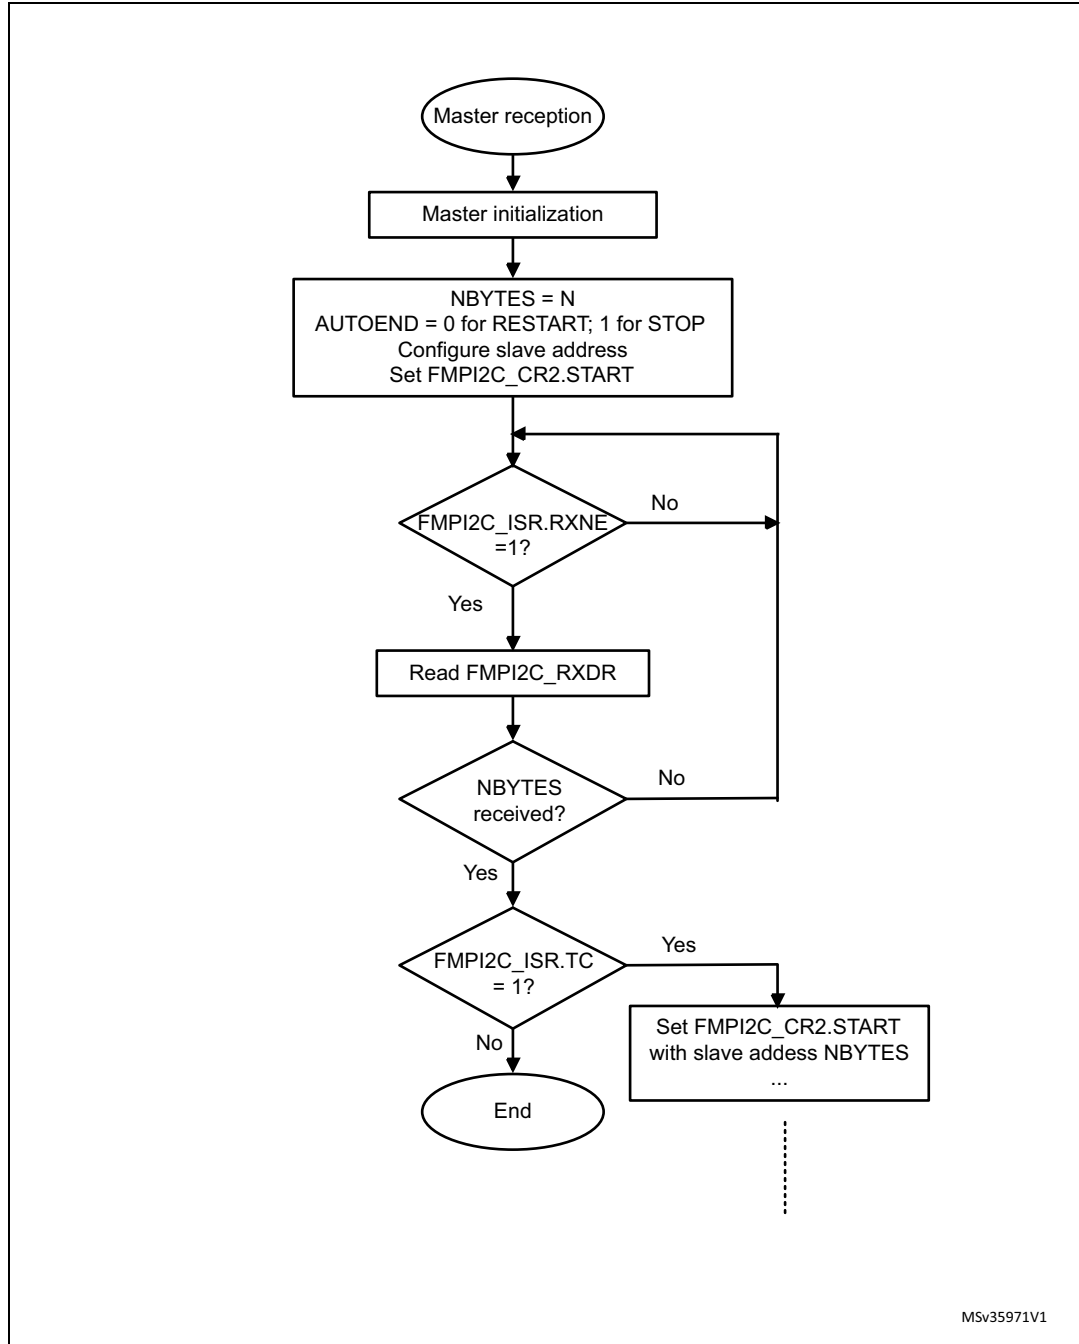 Master reception
Master initialization
NBYTES = N
AUTOEND = 0 for RESTART; 1 for STOP
Configure slave address
Set FMPI2C_CR2.START
FMPI2C_ISR.RXNE
=1?
No
Yes
Read FMPI2C_RXDR
NBYTES
received?
No
Yes
FMPI2C_ISR.TC
= 1?
Yes
Set FMPI2C_CR2.START
with slave addess NBYTES
...
No
End
MSv35971V1